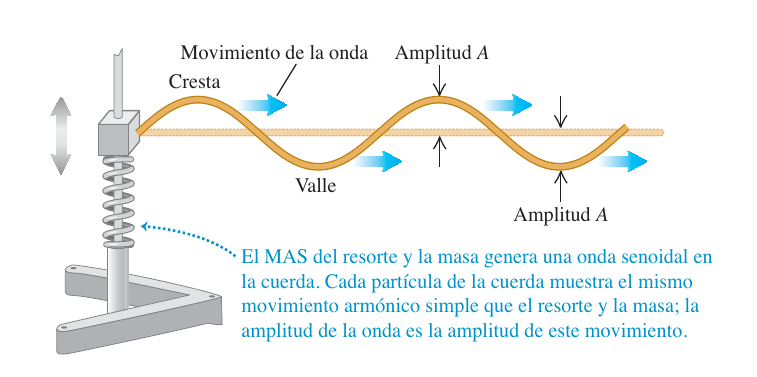 Movimiento de la onda
Amplitud A
Cresta
Valle
Amplitud A
El MAS del resorte y la masa genera una onda senoidal en
la cuerda. Cada partícula de la cuerda muestra el mismo
movimiento armónico simple que el resorte y la masa; la
amplitud de la onda es la amplitud de este movimiento.